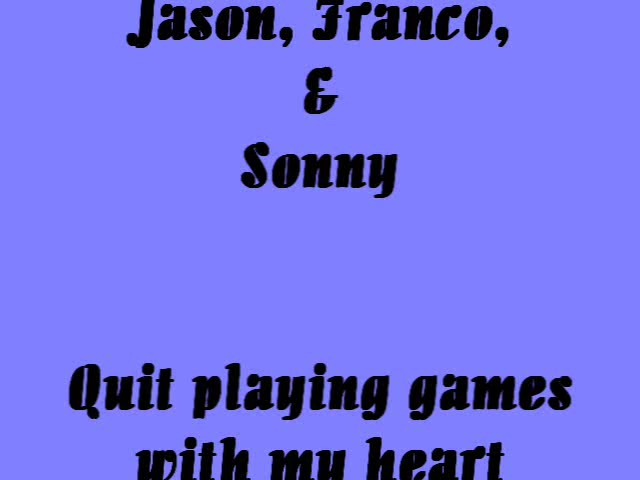 Jason, Franco,
&
Sonny
Quit playing games
with my heart